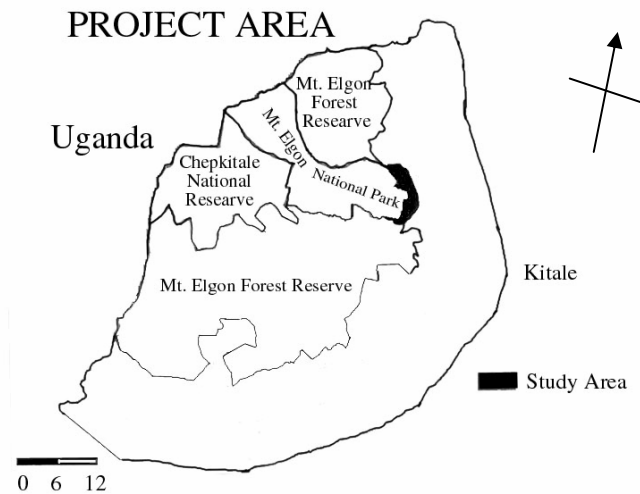 PROJECT AREA
Mt. Elgon
Forest
Researve
Uganda
Mt. Elgon
National Park
Chepkitale
National
Researve
Mt. Elgon Forest Reserve
Kitale
Study Area
0 6 12